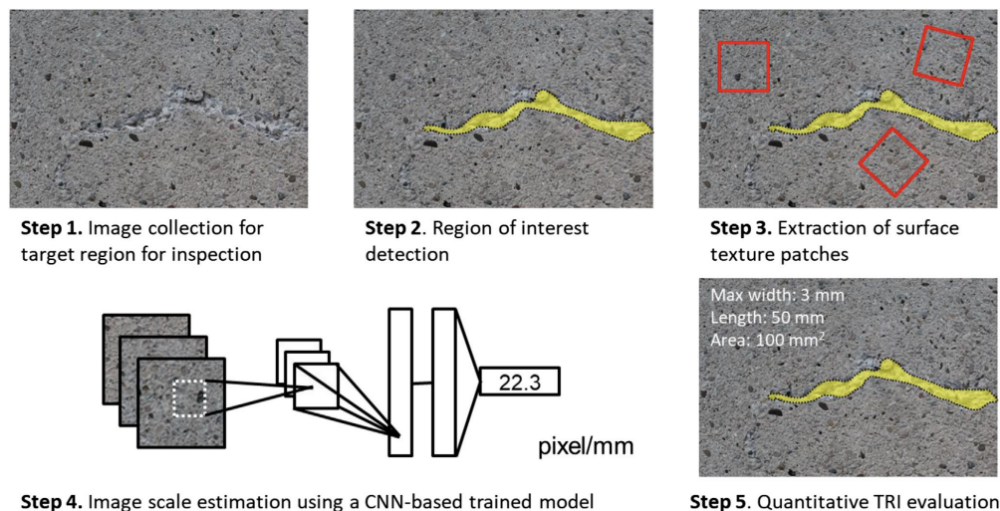 Step 1. Image collection for
target region for inspection
Step 2. Region of interest
detection
Step 3. Extraction of surface
texture patches
22.3
pixel/mm
Step 4. Image scale estimation using a CNN-based trained model
Max width: 3 mm
Length: 50 mm
Area: 100 mm²
Step 5. Quantitative TRI evaluation